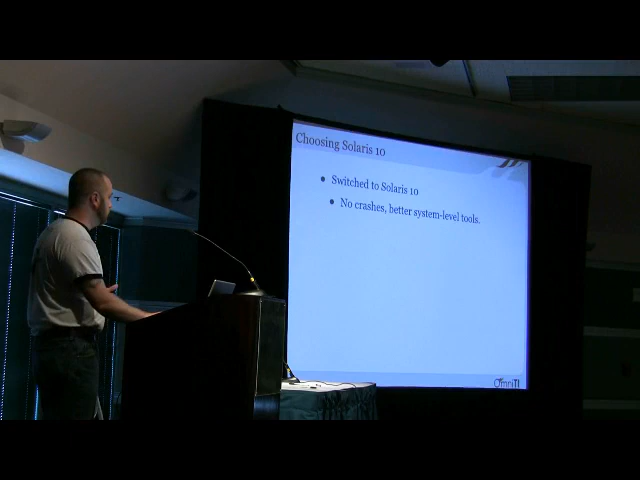 Choosing Solaris 10
● Switched to Solaris 10
● No crashes, better system-level tools.
OmniTI